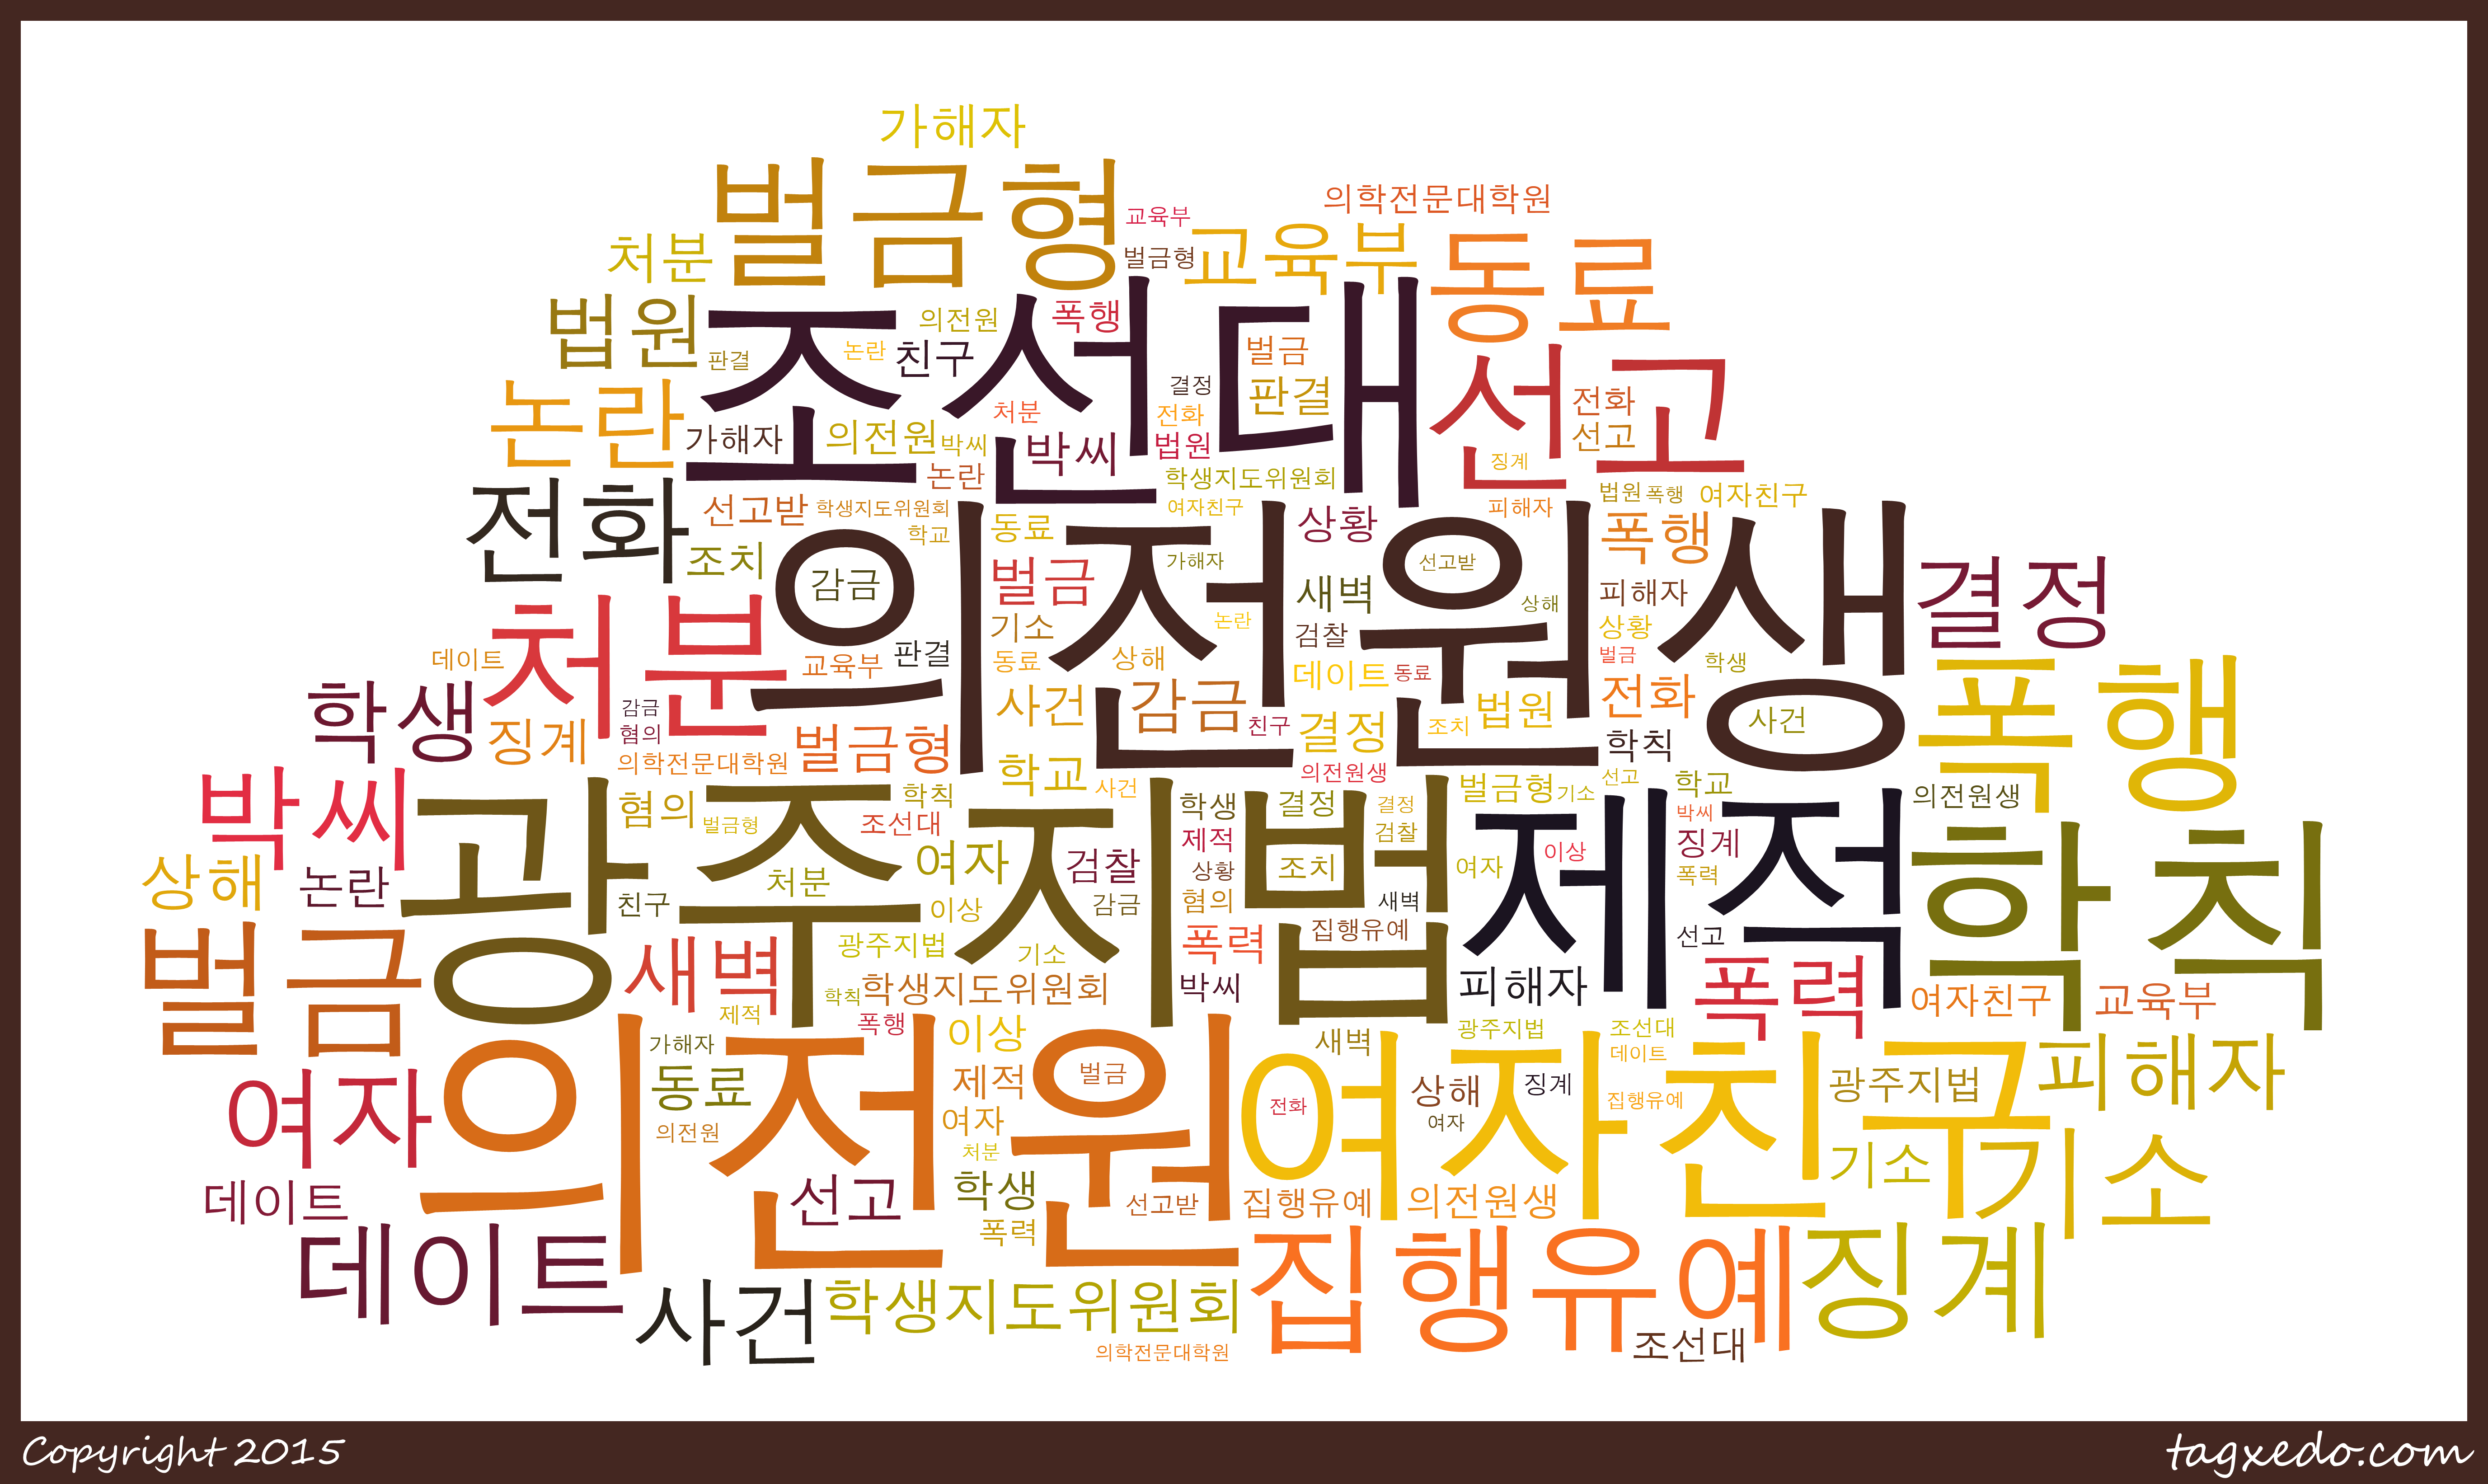 가해자
벌금형
의학전문대학원
교육부
처분 벌금형 교육부 동료
법원 조선대 선고
의전원 폭행
판결 논란 친구 벌금
논란 결정 판결 전화
처분 전화 선고
가해자 의전원 박씨 박씨 법원
논란 학생지도위원회 징계
전화 선고받 학생지도위원회 여자친구 피해자 법원 폭행 여자친구
학교 동료 상황 폭행
조치 의전원생 결정
감금 벌금 가해자 새벽 선고받 피해자
상해
처분 기소 논란 검찰 상황
데이트 교육부 판결 동료 상해 데이트 동료 벌금 학생
학생 감금 사건 감금 친구 결정 조치 법원 전화 사건 폭행
징계 혐의 벌금형 학칙
의학전문대학원 학교 사건 의전원생 벌금형 기소 선고 학교 의전원생
박씨 광주지법 제적 학칙
혐의 벌금형 학칙 조선대 학생 결정 결정 검찰 박씨
제적 징계
상해 논란 처분 여자 검찰 상황 조치 여자 이상 폭력
친구 이상 감금 혐의 새벽
벌금 새벽 광주지법 기소 폭력 집행유예 선고
학칙 학생지도위원회 박씨 피해자 폭력 여자친구 교육부
제적 폭행 이상 새벽 광주지법 조선대
의전원 여자친구 피해자
가해자 데이트
여자 동료 제적 벌금 상해 징계 집행유예 광주지법
의전원 여자 전화 여자
처분 기소 기소
데이트 선고 학생 선고받 집행유예 의전원생
폭력
데이트 집행유예 징계
사건 학생지도위원회
의학전문대학원 조선대
Copyright 2015 tagxedo.com